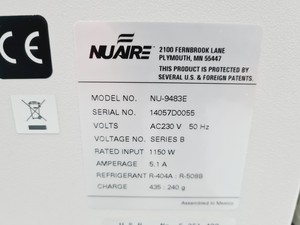 CE
NUAIRE
2100 FERNBROOK LANE
PLYMOUTH, MN 55447
THIS PRODUCT IS PROTECTED BY
SEVERAL U.S. & FOREIGN PATENTS
MODEL NO. NU-9483E
SERIAL NO. 14057D0055
VOLTS AC230 V 50 Hz
VOLTAGE NO. SERIES B
RATED INPUT 1150 W
AMPERAGE 5.1 A
REFRIGERANT R-404A : R-508B
CHARGE 435 : 240 g
Assembled in Mexico